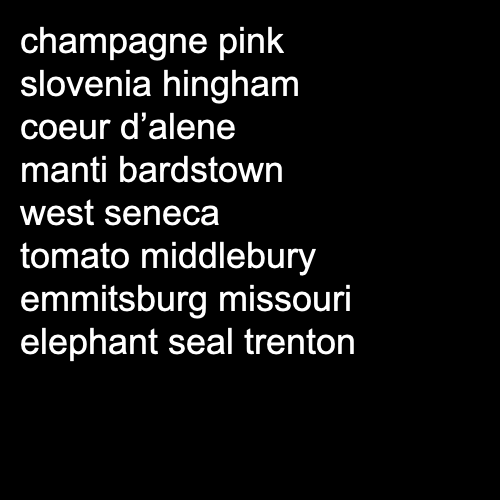 champagne pink
slovenia hingham
coeur d’alene
manti bardstown
west seneca
tomato middlebury
emmitsburg missouri
elephant seal trenton